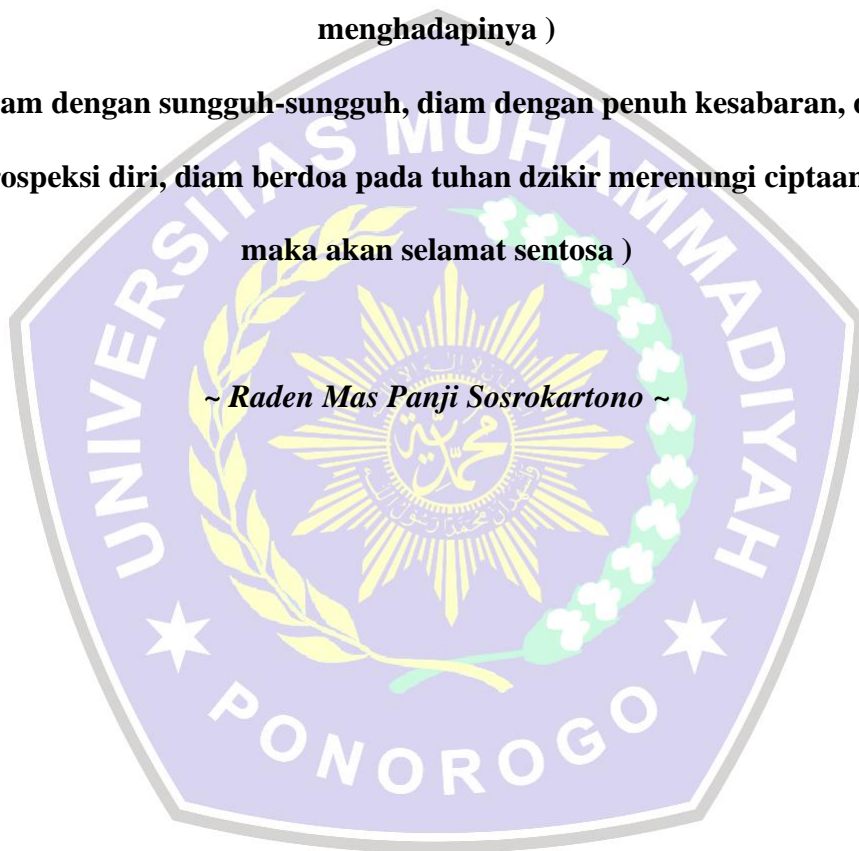 menghadapinya )
am dengan sungguh-sungguh, diam dengan penuh kesabaran,
rospeksi diri, diam berdoa pada tuhan dzikir merenungi ciptaan
maka akan selamat sentosa )
~ Raden Mas Panji Sosrokartono ~
UNIVERSITAS MUHAMMADIYAH
PONOROGO